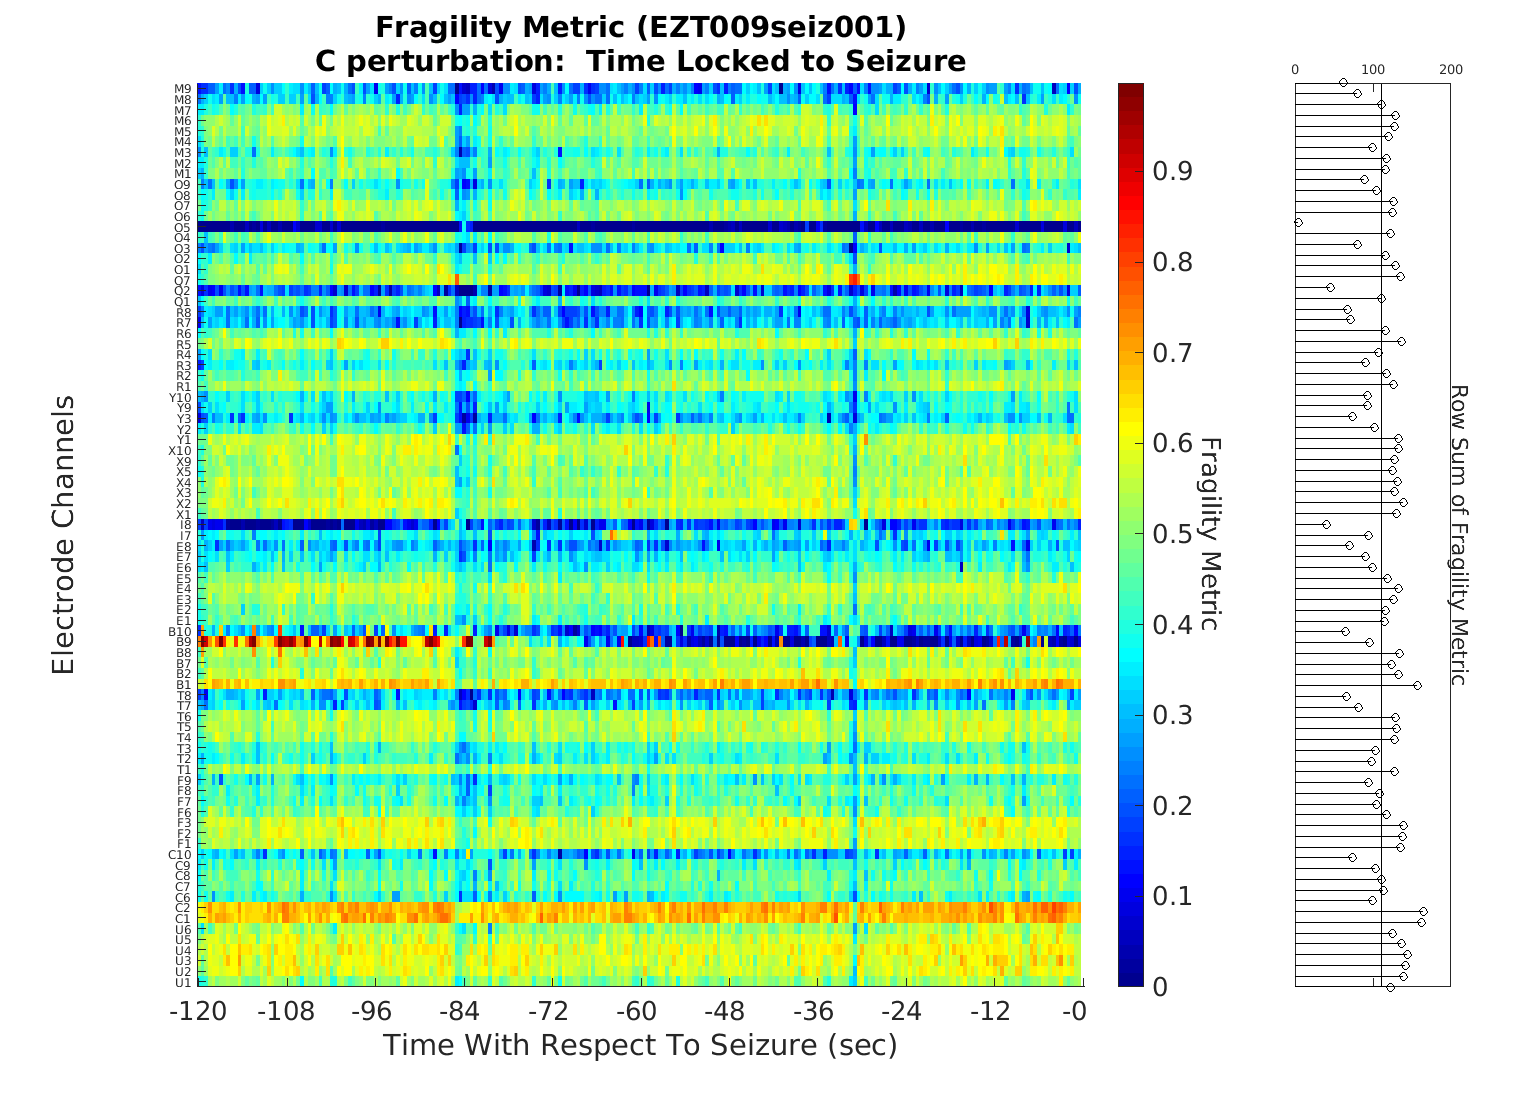 Fragility Metric (EZT009seiz001)
C perturbation:  Time Locked to Seizure
Electrode Channels
M9
M8
M7
M6
M5
M4
M3
M2
M1
O9
O8
O7
O6
O5
O4
O3
O2
O1
Q7
Q2
Q1
R8
R7
R6
R5
R4
R3
R2
R1
Y10
Y9
Y3
Y2
Y1
X10
X9
X5
X4
X3
X2
X1
I8
I7
E8
E7
E6
E5
E4
E3
E2
E1
B10
B9
B8
B7
B2
B1
T8
T7
T6
T5
T4
T3
T2
T1
F9
F8
F7
F6
F3
F2
F1
C10
C9
C8
C7
C6
C2
C1
U6
U5
U4
U3
U2
U1
-120 -108 -96 -84 -72 -60 -48 -36 -24 -12 -0
Time With Respect To Seizure (sec)
0.9
0.8
0.7
0.6
0.5
0.4
0.3
0.2
0.1
0
Fragility Metric
0 100 200
Row Sum of Fragility Metric